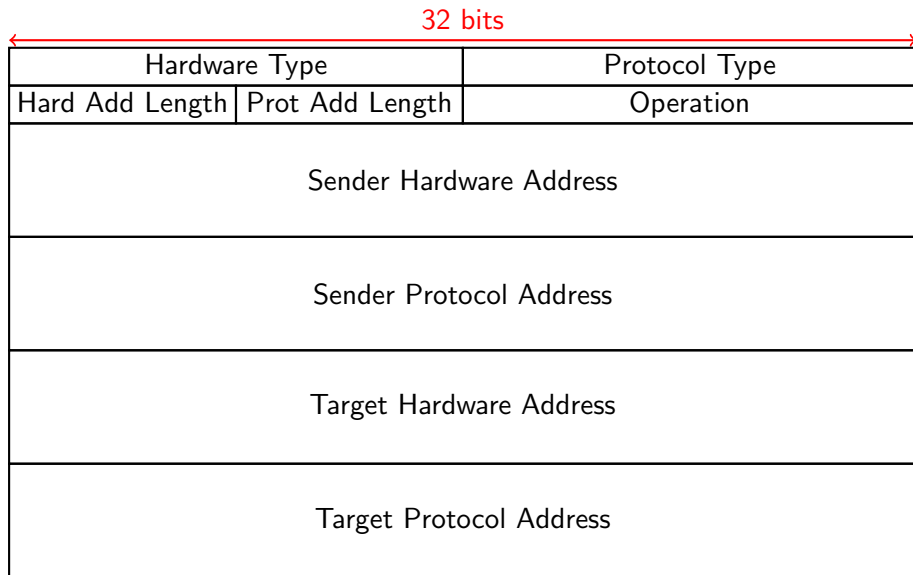 32 bits
Hardware Type Protocol Type
Hard Add Length Prot Add Length Operation
Sender Hardware Address
Sender Protocol Address
Target Hardware Address
Target Protocol Address